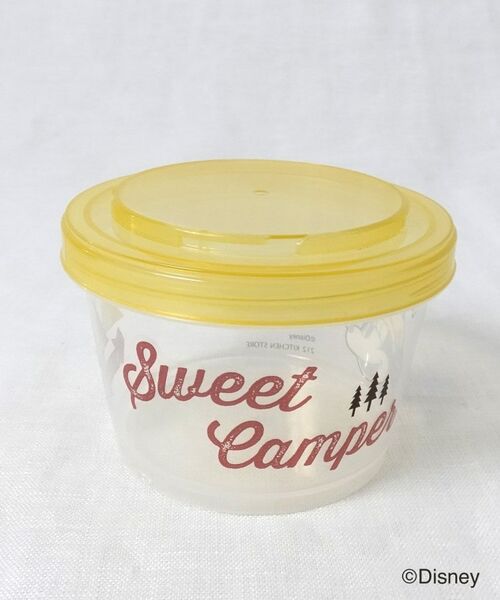 ©Disney
212 KITCHEN STORE
Sweet
Camper
©Disney